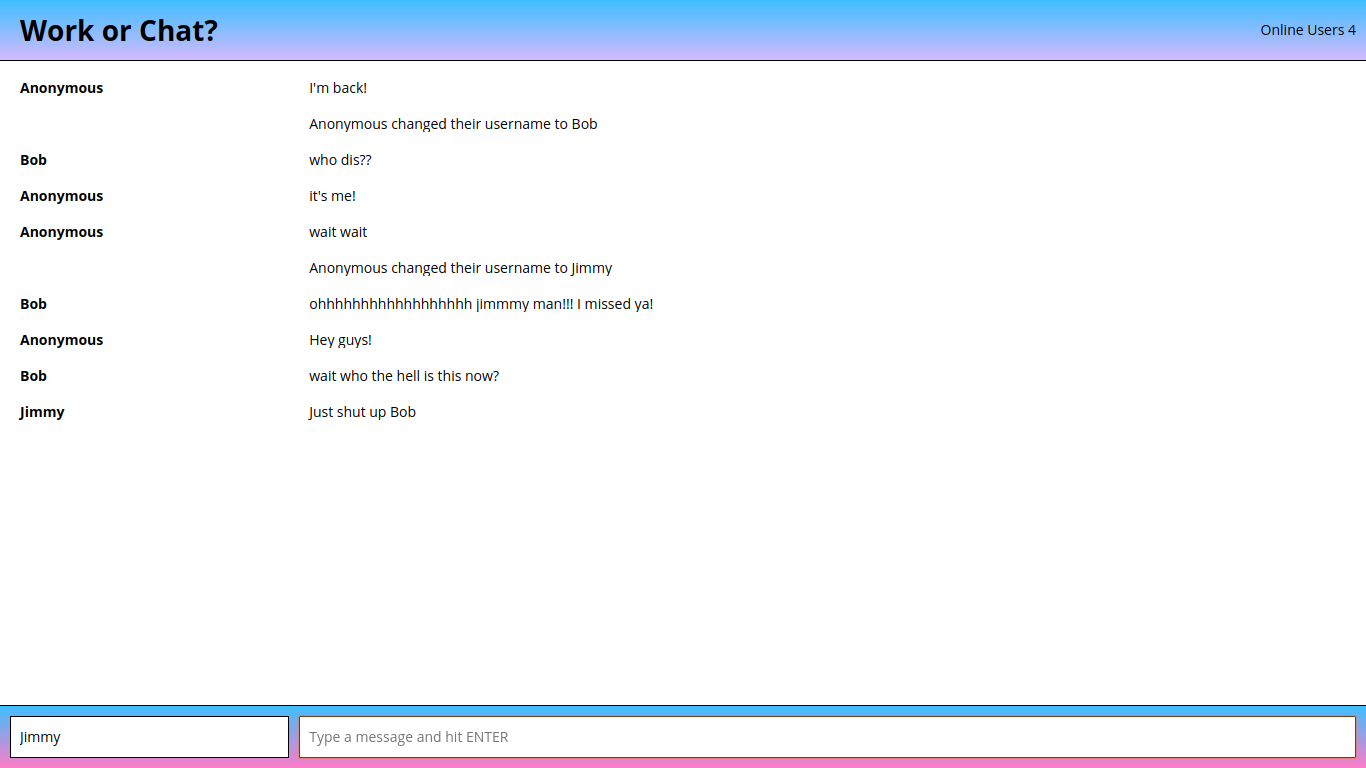 Work or Chat?
Online Users 4
Anonymous I'm back!
Anonymous changed their username to Bob
Bob who dis??
Anonymous it's me!
Anonymous wait wait
Anonymous changed their username to Jimmy
Bob ohhhhhhhhhhhhhhhhhh jimmmy man!!! I missed ya!
Anonymous Hey guys!
Bob wait who the hell is this now?
Jimmy Just shut up Bob
Jimmy Type a message and hit ENTER